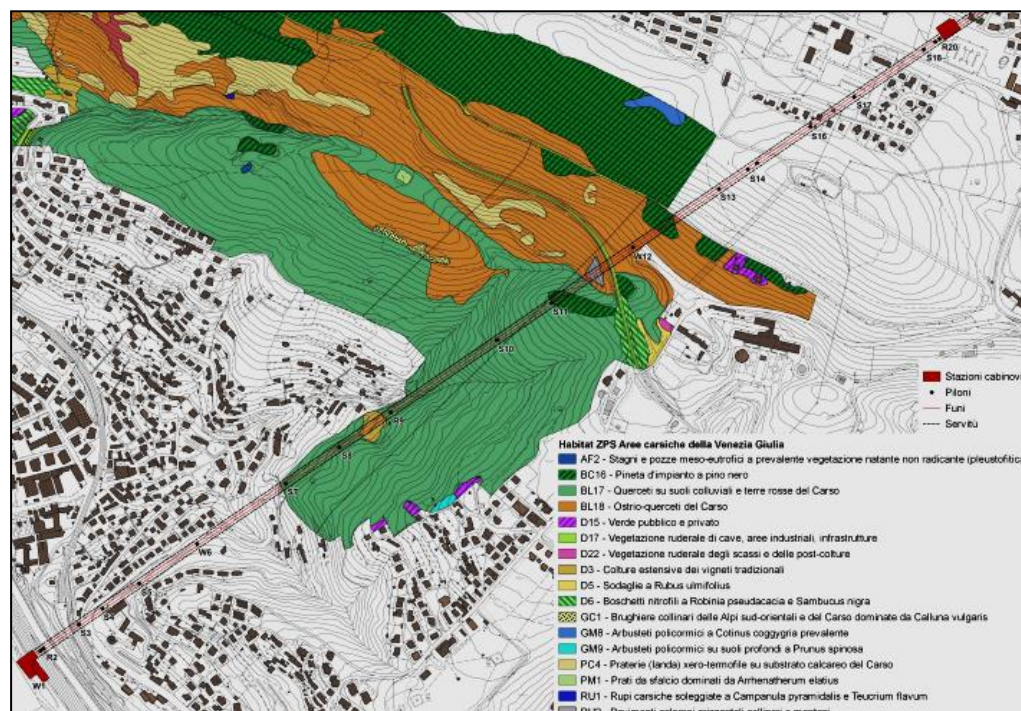 R20
S18
S17
S16
S14
S13
W12
S11
S10
R9
S8
S7
W6
S4
S3
R2
W1
Stazioni cabinovia
Piloni
Funi
Servitù
Habitat ZPS Aree carsiche della Venezia Giulia
AF2 - Stagni e pozze meso-eutrofici a prevalente vegetazione natante non radicante (pleustofitica
BC16 - Pineta d'impianto a pino nero
BL17 - Querceti su suoli colluviali e terre rosse del Carso
BL18 - Ostrio-querceti del Carso
D15 - Verde pubblico e privato
D17 - Vegetazione ruderale di cave, aree industriali, infrastrutture
D22 - Vegetazione ruderale degli scassi e delle post-colture
D3 - Colture estensive dei vigneti tradizionali
D5 - Sodaglie a Rubus ulmifolius
D6 - Boschetti nitrofili a Robinia pseudacacia e Sambucus nigra
GC1 - Brughiere collinari delle Alpi sud-orientali e del Carso dominate da Calluna vulgaris
GM8 - Arbusteti policormici a Cotinus coggygria prevalente
GM9 - Arbusteti policormici su suoli profondi a Prunus spinosa
PC4 - Praterie (landa) xero-termofile su substrato calcareo del Carso
PM1 - Prati da sfalcio dominati da Arrhenatherum elatius
RU1 - Rupi carsiche soleggiate a Campanula pyramidalis e Teucrium flavum